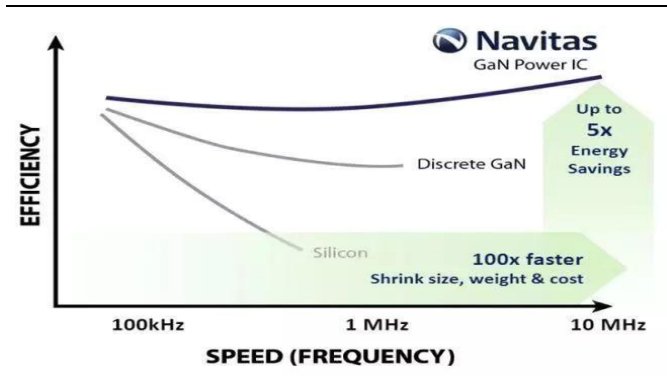 Navitas
GaN Power IC
Up to
5x
Energy
Savings
Discrete GaN
Silicon
100x faster
Shrink size, weight & cost
EFFICIENCY
100kHz
1 MHz
10 MHz
SPEED (FREQUENCY)